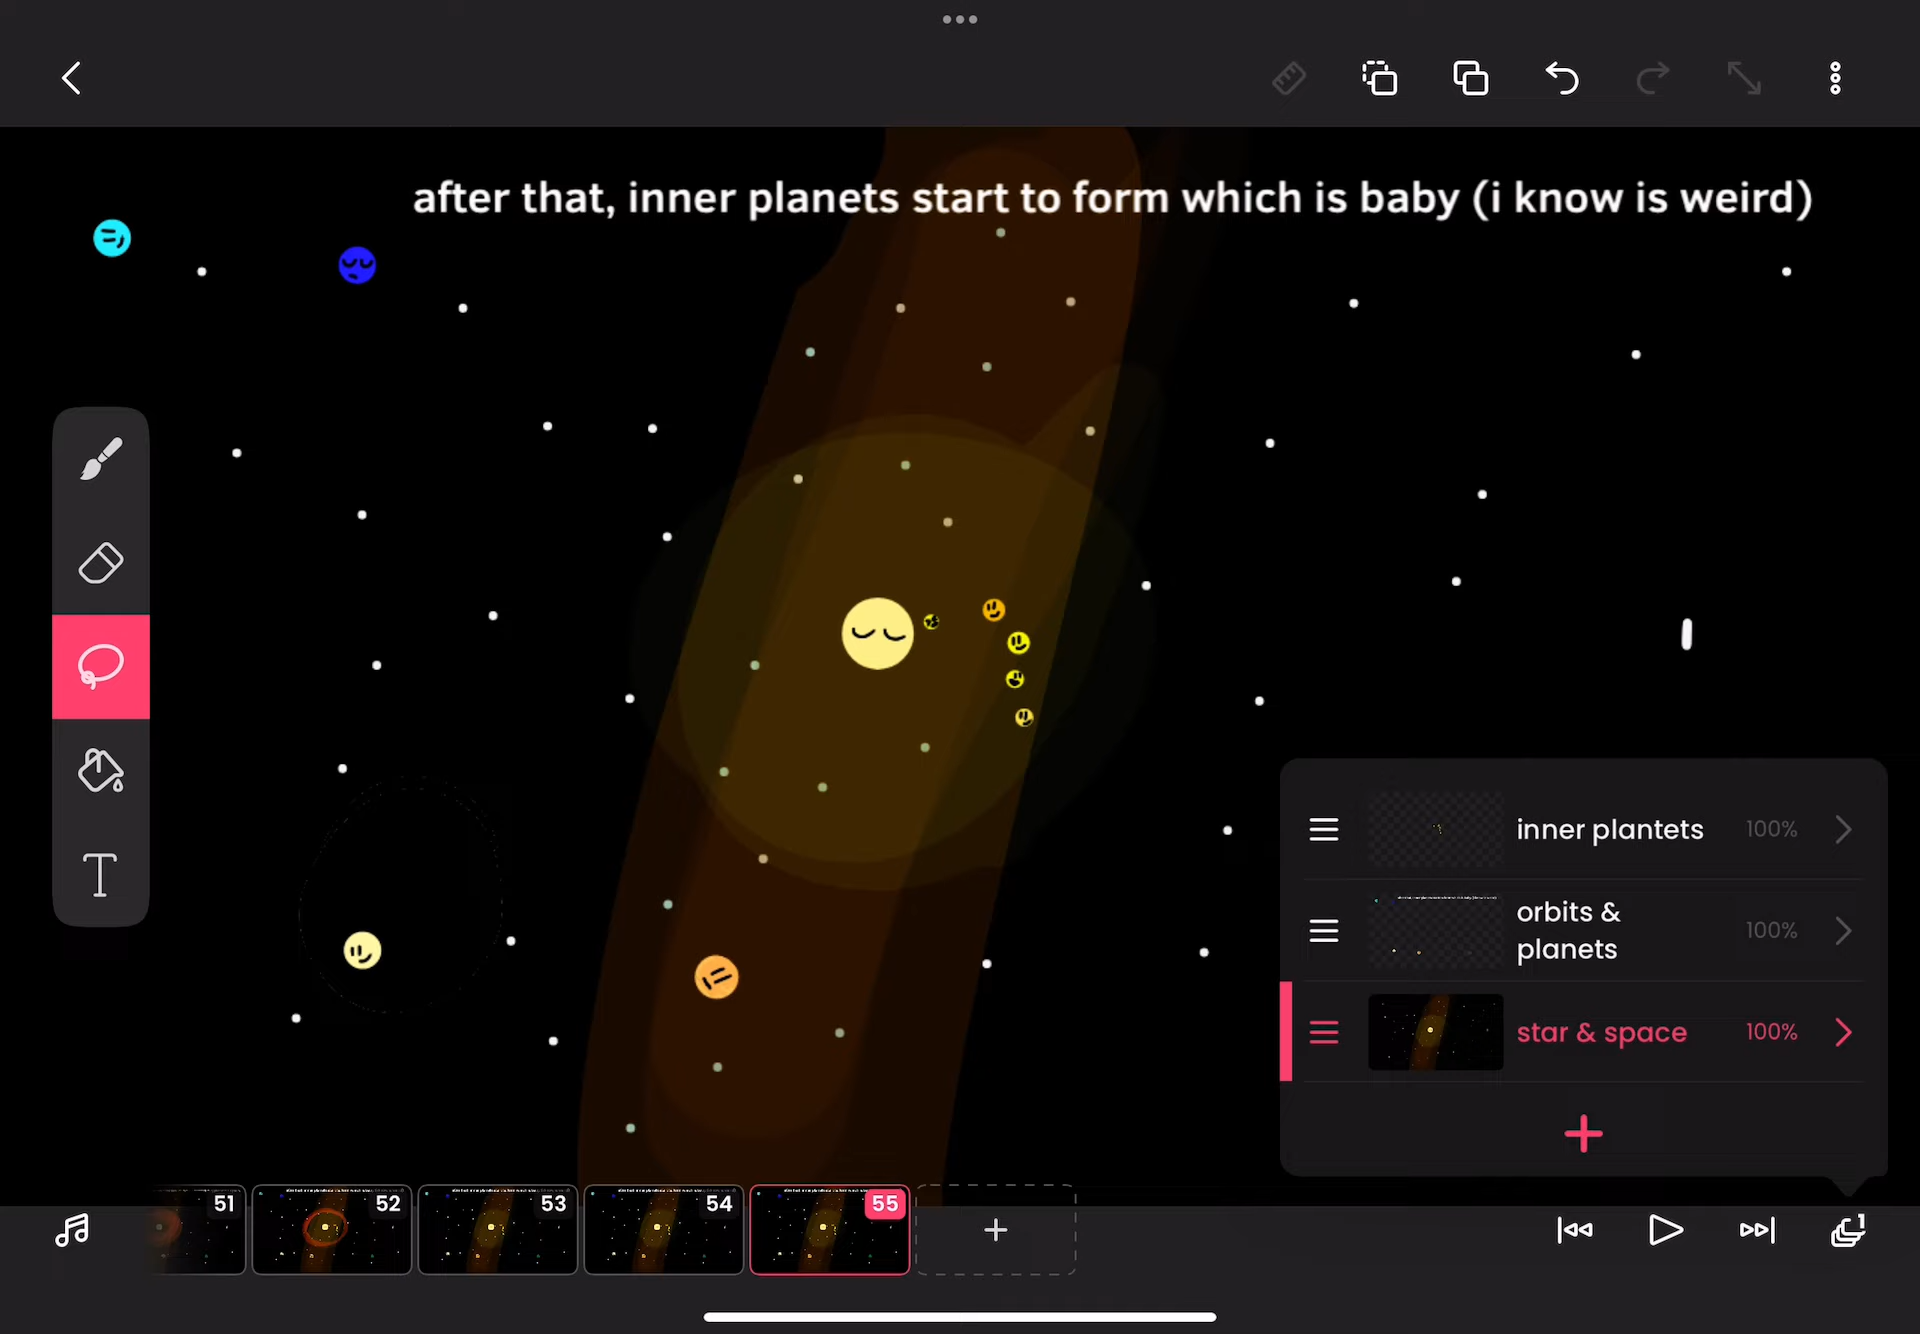 after that, inner planets start to form which is baby (i know is weird)
inner plantets 100%
orbits &
planets 100%
star & space 100%
51 52 53 54 55